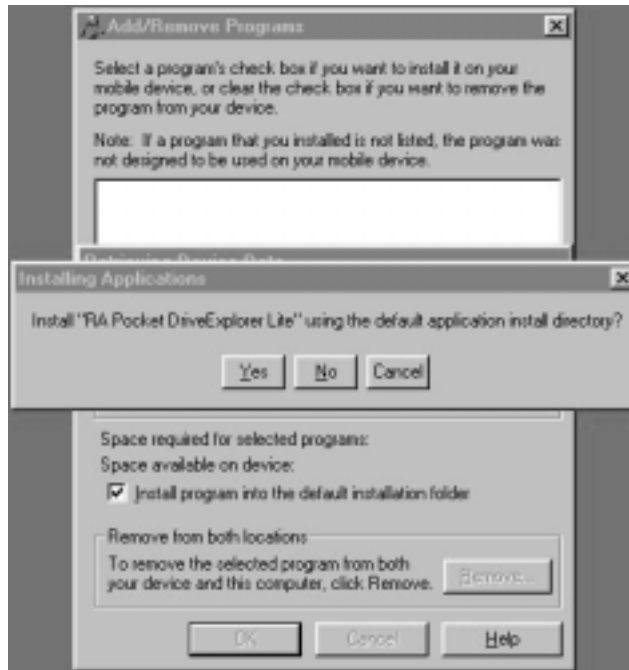 Add/Remove Programs
Select a program's check box if you want to install it on your
mobile device, or clear the check box if you want to remove the
program from your device.
Note: If a program that you installed is not listed, the program was
not designed to be used on your mobile device.
Retrieving Device Data
Installing Applications
Install "RA Pocket DriveExplorer Lite" using the default application install directory?
Yes No Cancel
Space required for selected programs:
Space available on device:
Install program into the default installation folder
Remove from both locations
To remove the selected program from both
your device and this computer, click Remove.
Remove...
OK Cancel Help